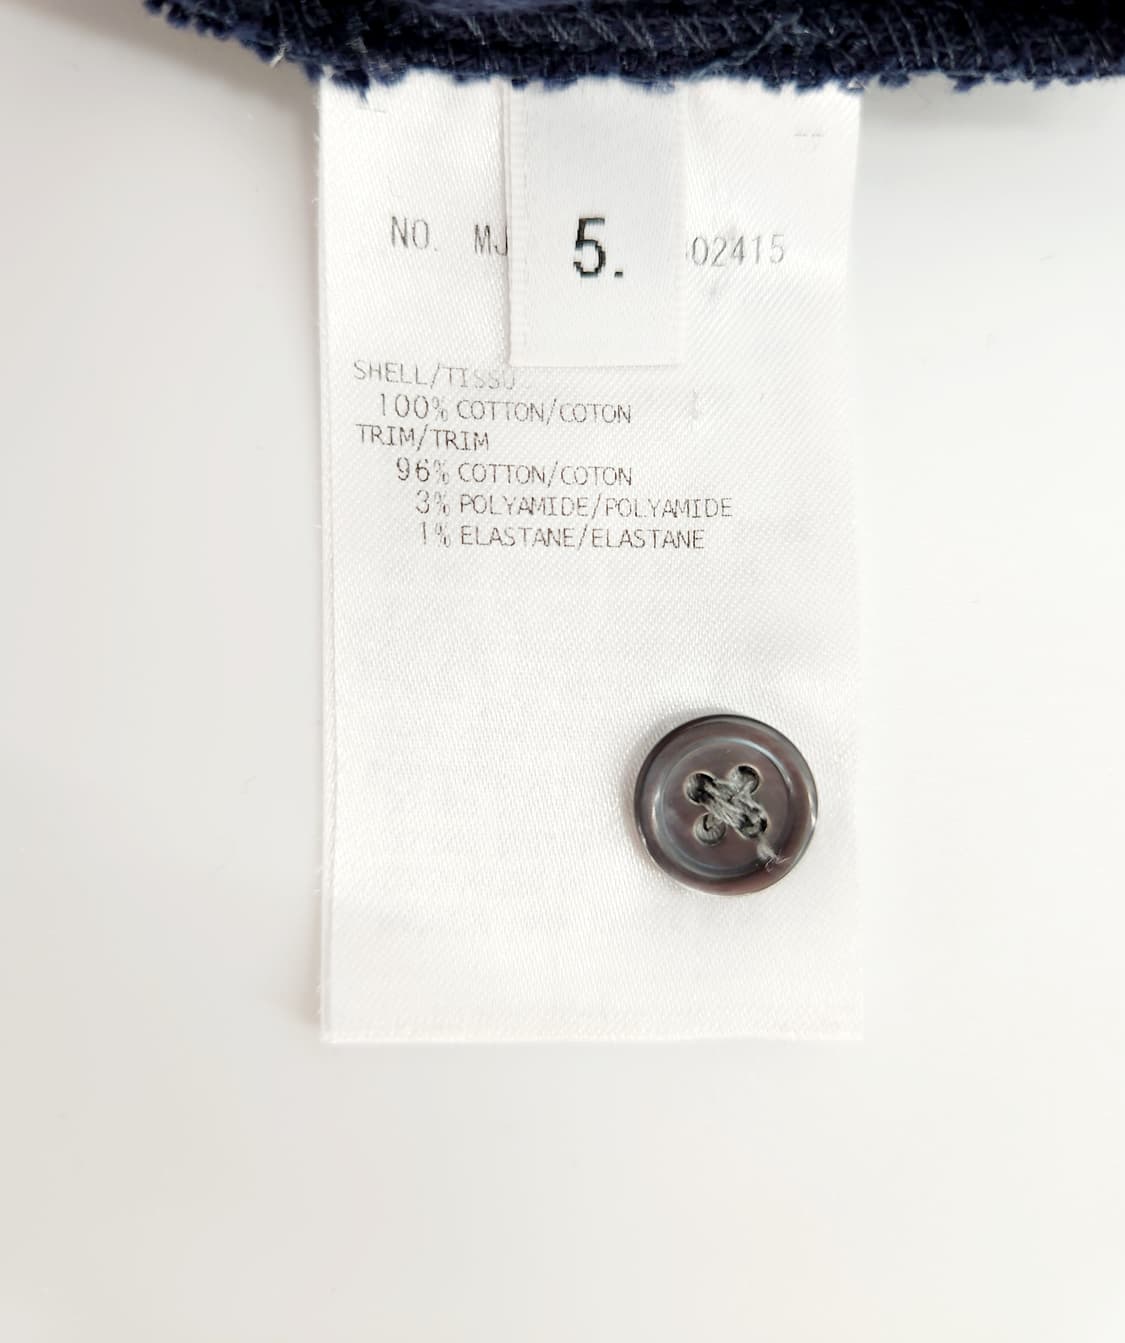 NO. MJ 5. 02415
SHELL/TISSU
100% COTTON/COTON
TRIM/TRIM
96% COTTON/COTON
3% POLYAMIDE/POLYAMIDE
1% ELASTANE/ELASTANE